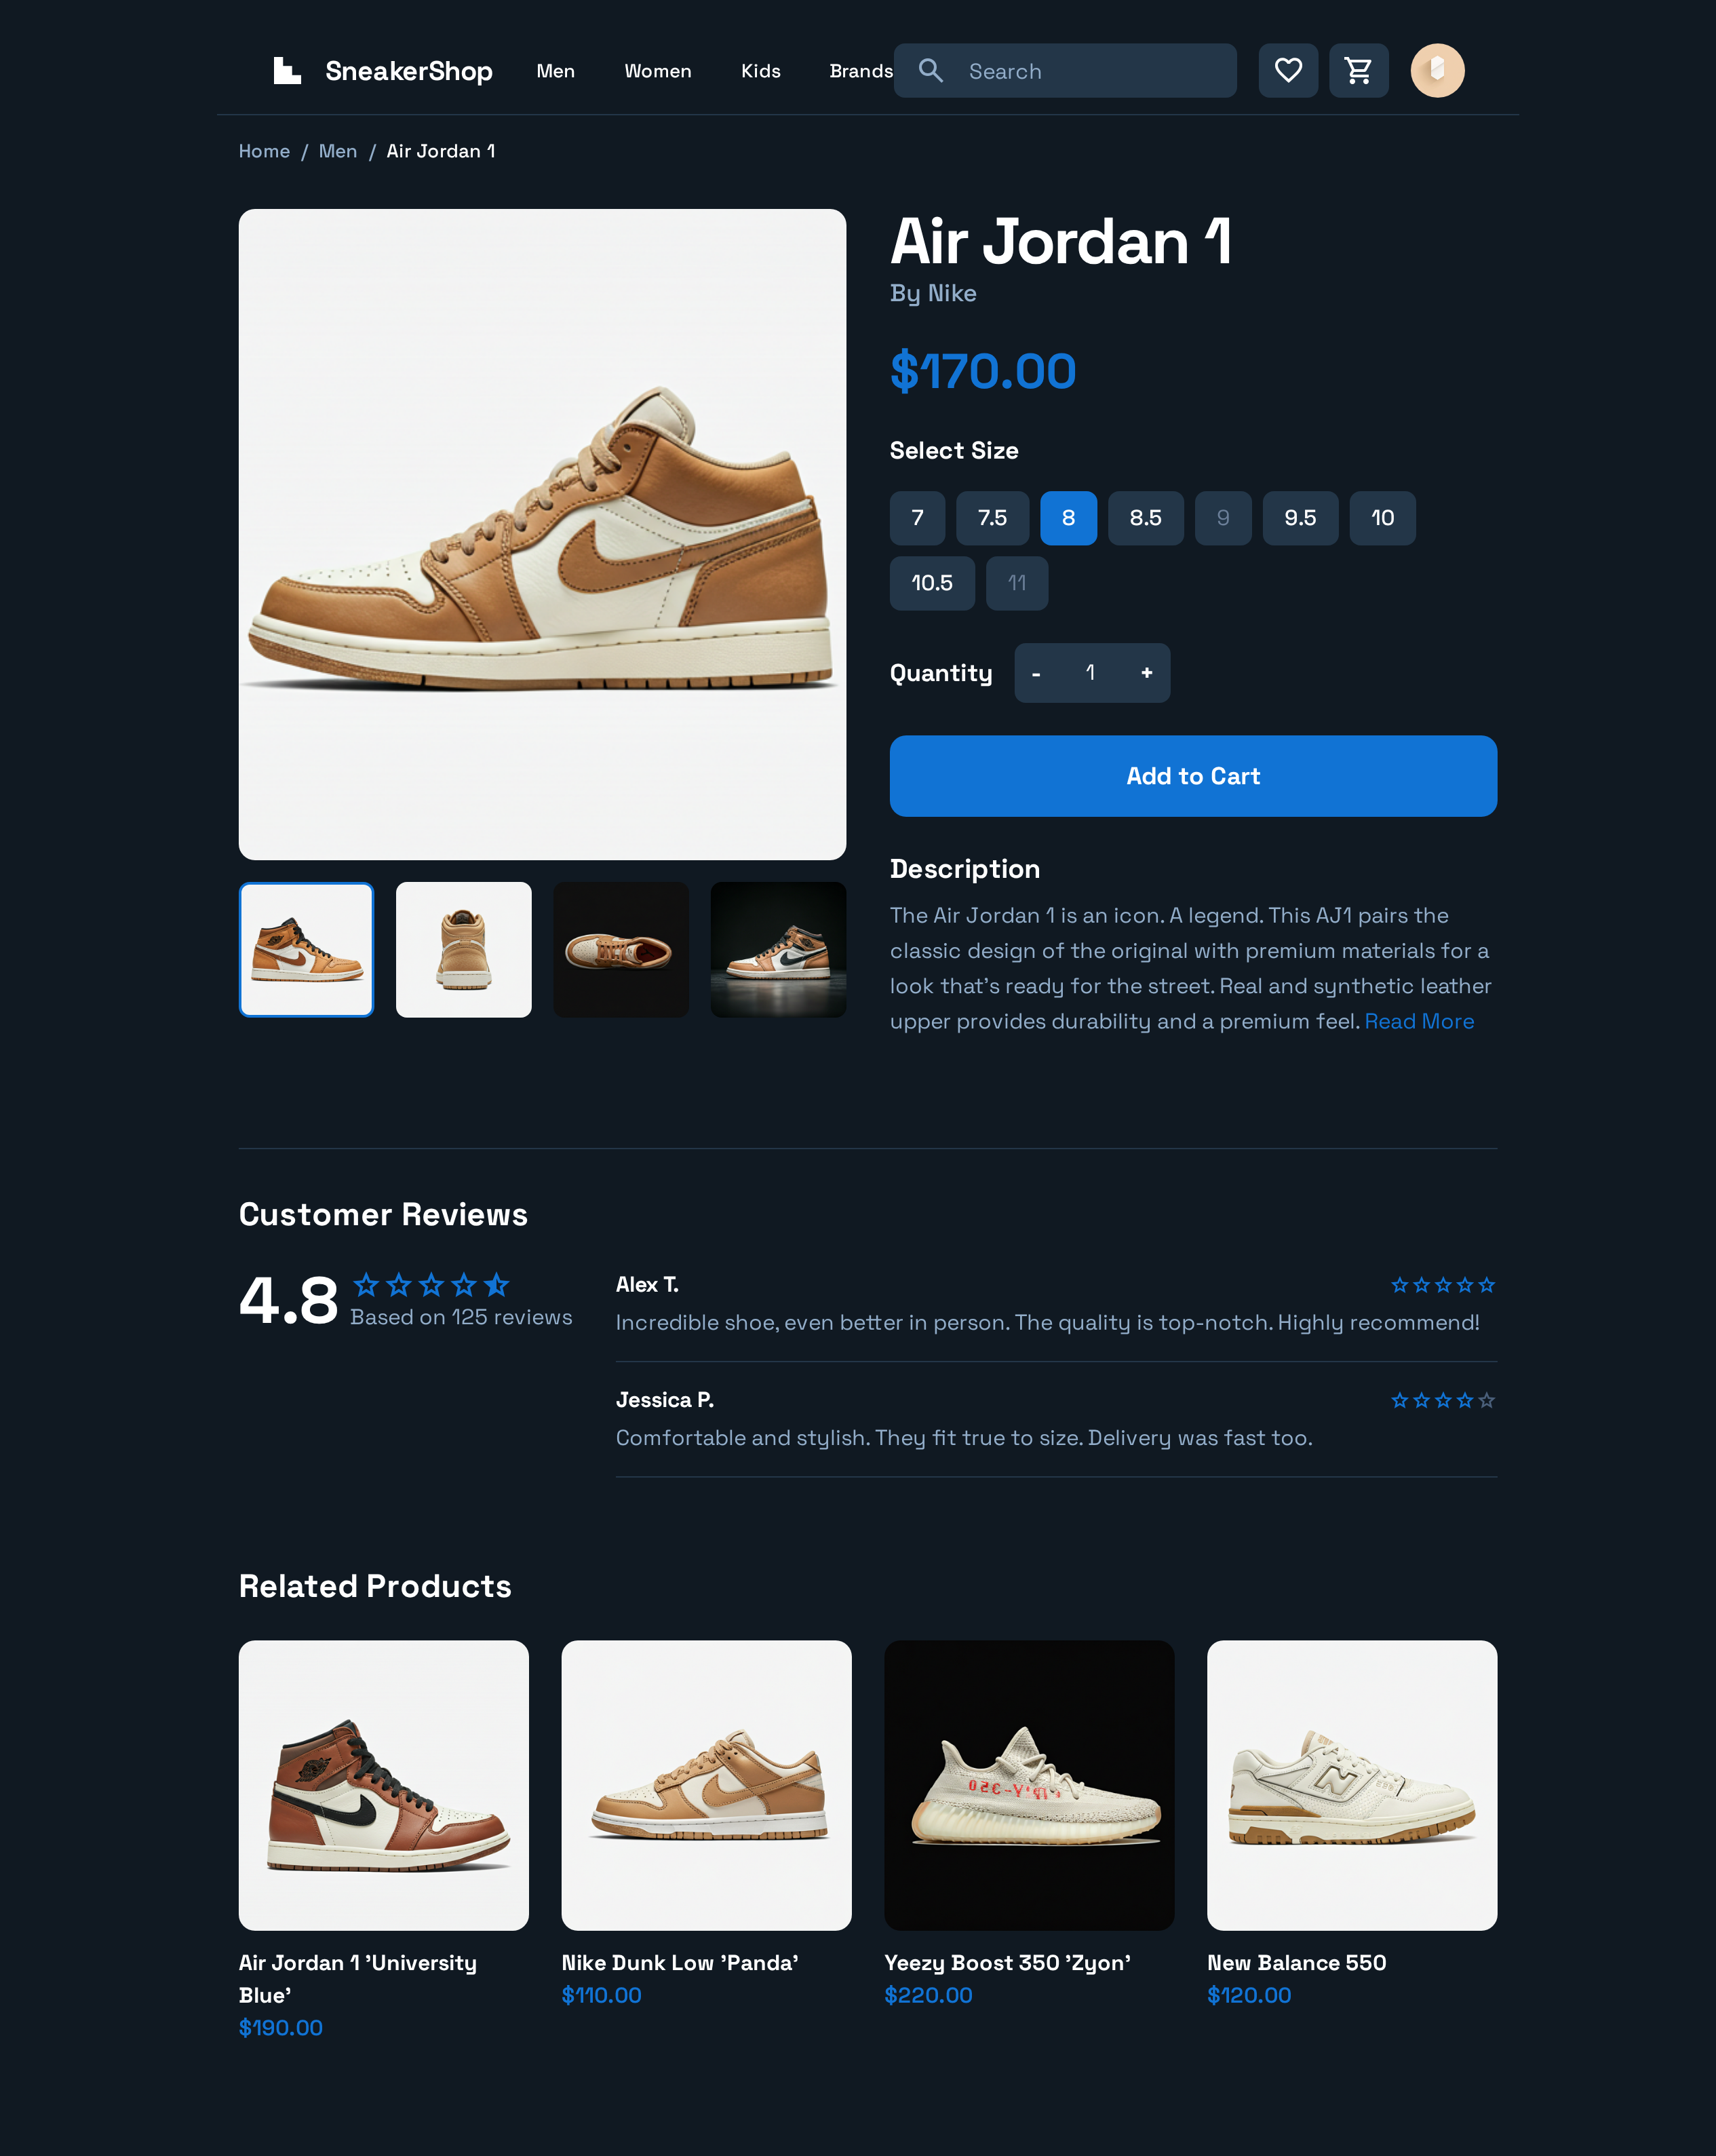 SneakerShop
Men
Women
Kids
Brands
Search
Home / Men / Air Jordan 1
Air Jordan 1
By Nike
$170.00
Select Size
7 7.5 8 8.5 9 9.5 10
10.5 11
Quantity - 1 +
Add to Cart
Description
The Air Jordan 1 is an icon. A legend. This AJ1 pairs the
classic design of the original with premium materials for a
look that's ready for the street. Real and synthetic leather
upper provides durability and a premium feel. Read More
Customer Reviews
4.8
Based on 125 reviews
Alex T.
Incredible shoe, even better in person. The quality is top-notch. Highly recommend!
Jessica P.
Comfortable and stylish. They fit true to size. Delivery was fast too.
Related Products
Air Jordan 1 'University
Blue'
$190.00
Nike Dunk Low 'Panda'
$110.00
Yeezy Boost 350 'Zyon'
$220.00
New Balance 550
$120.00